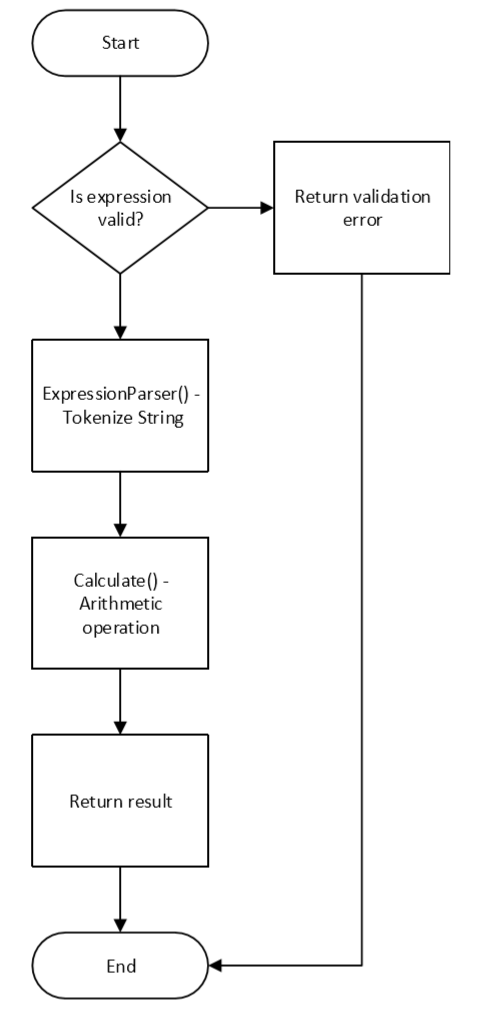 Start
Is expression
valid?
Return validation
error
ExpressionParser() -
Tokenize String
Calculate() -
Arithmetic
operation
Return result
End